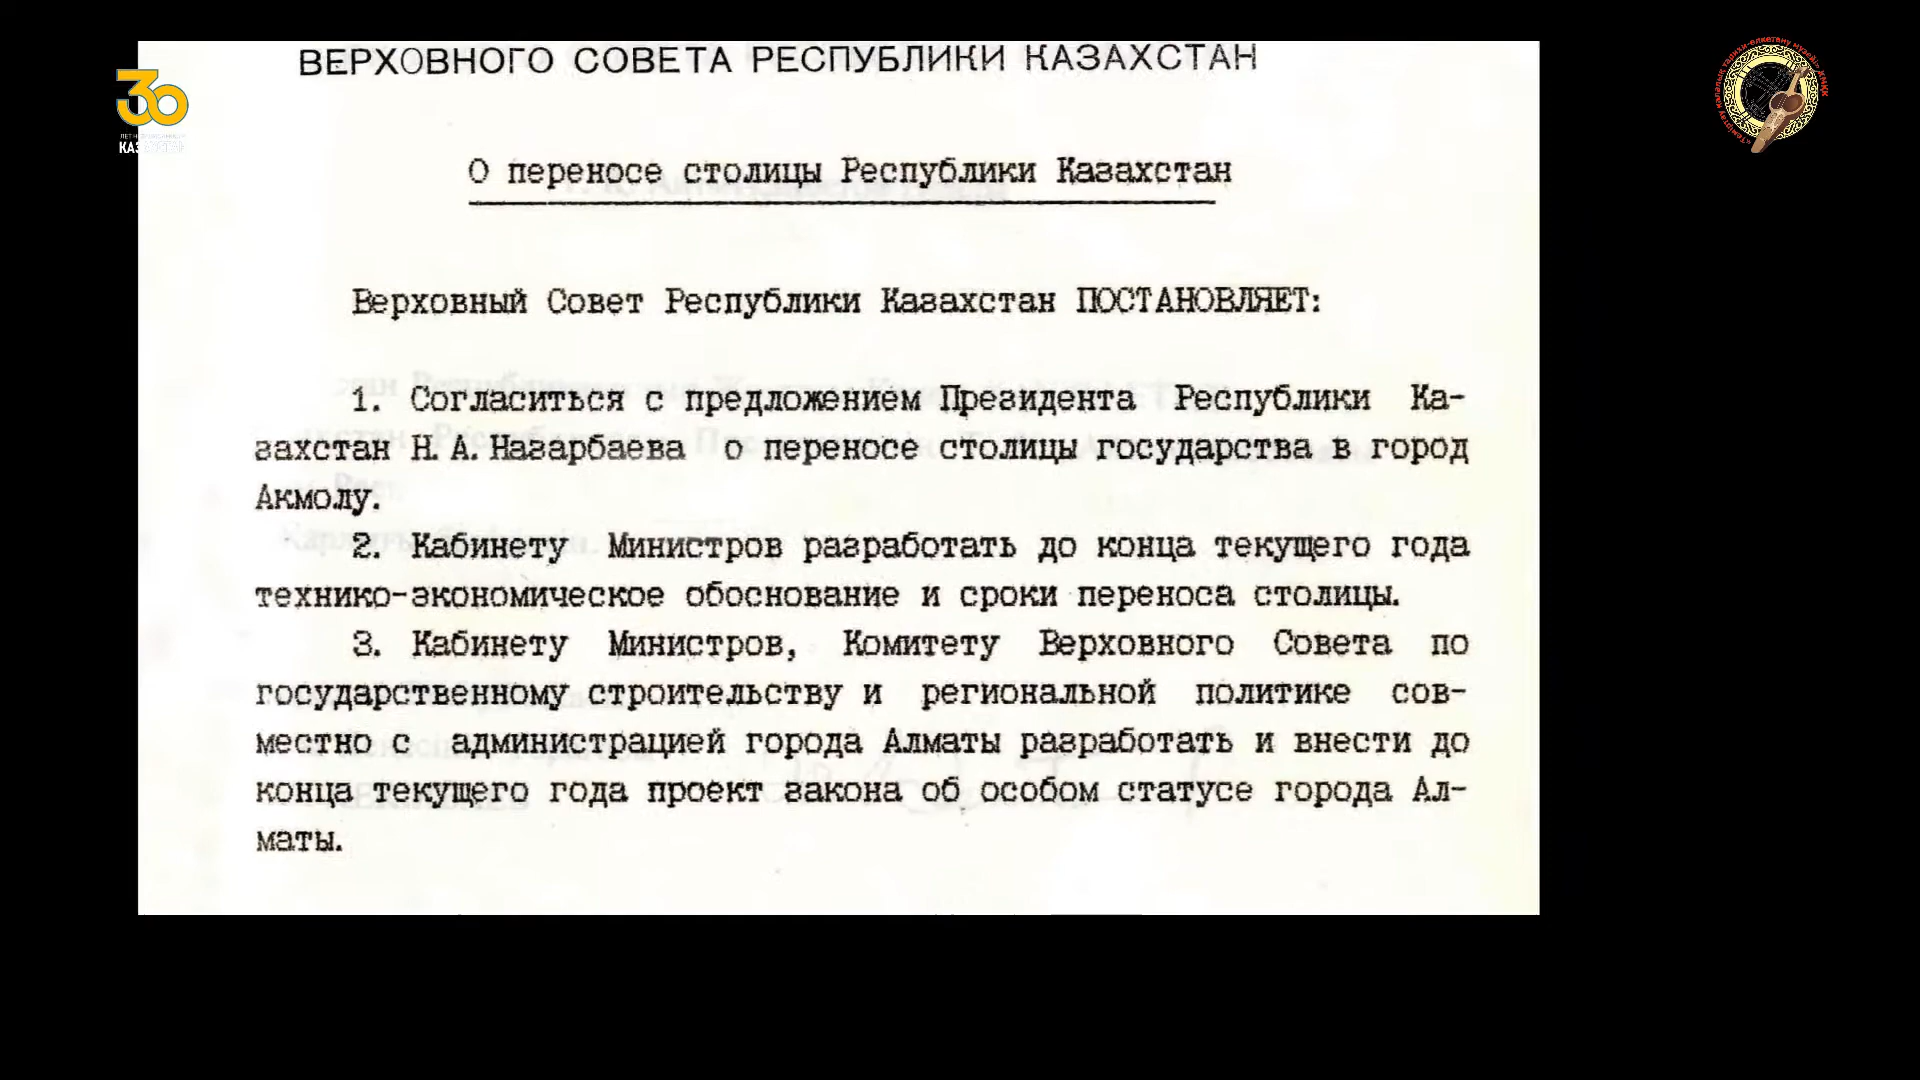 ВЕРХОВНОГО СОВЕТА РЕСПУБЛИКИ КАЗАХСТАН
30
О переносе столицы Республики Казахстан
Верховный Совет Республики Казахстан ПОСТАНОВЛЯЕТ:
1. Согласиться с предложением Президента Республики Ка-
захстан Н.А.Назарбаева о переносе столицы государства в город
Акмолу.
2. Кабинету Министров разработать до конца текущего года
технико-экономическое обоснование и сроки переноса столицы.
3. Кабинету Министров, Комитету Верховного Совета по
государственному строительству и региональной политике сов-
местно с администрацией города Алматы разработать и внести до
конца текущего года проект закона об особом статусе города Ал-
маты.